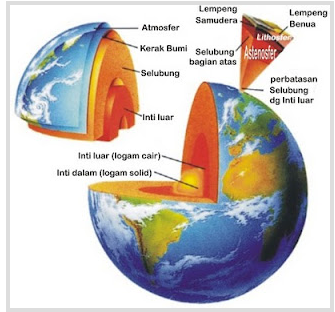 Lempeng
Samudera
Lempeng
Benua
Atmosfer
Lithosfer
Kerak Bumi
Selubung
bagian atas
Astenosfer
Selubung
perbatasan
Selubung
dg Inti luar
Inti luar
Inti luar (logam cair)
Inti dalam (logam solid)